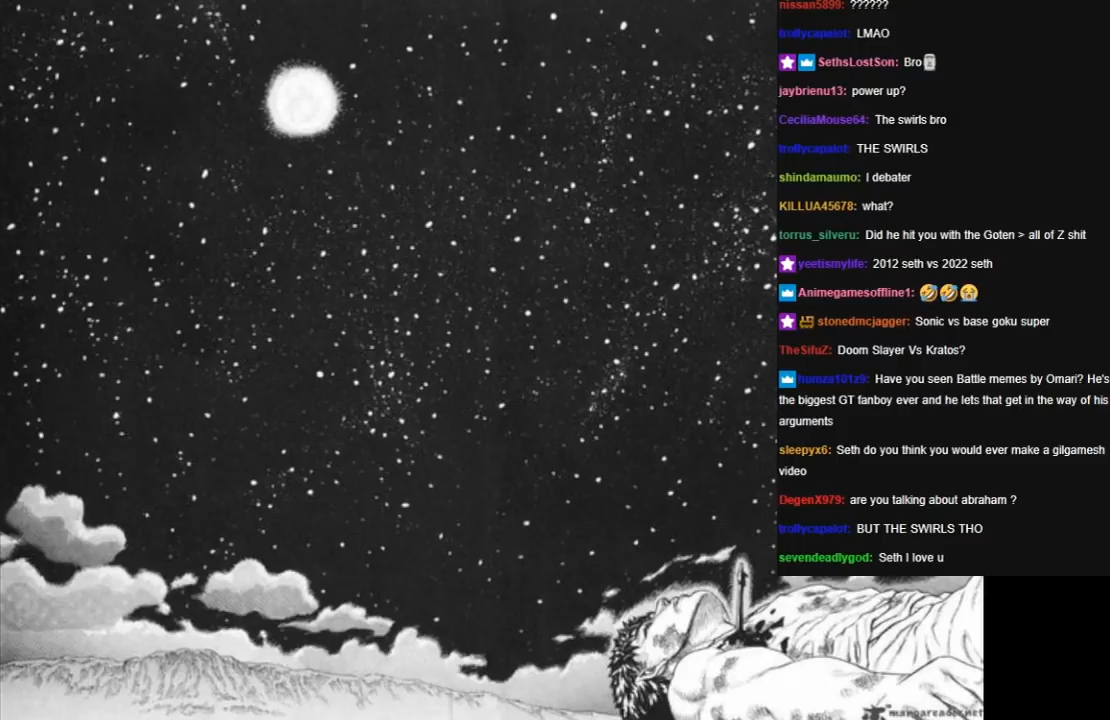 nissan5899: ??????
trollycapalot: LMAO
SethsLostSon: Bro
jaybrienu13: power up?
CeciliaMouse64: The swirls bro
trollycapalot: THE SWIRLS
shindamaumo: I debater
KILLUA45678: what?
torrus_silveru: Did he hit you with the Goten > all of Z shit
yeetismylife: 2012 seth vs 2022 seth
Animegamesoffline1: 🤣🤣😭
stonedmcjagger: Sonic vs base goku super
TheSifuZ: Doom Slayer Vs Kratos?
humza101z9: Have you seen Battle memes by Omari? He's
the biggest GT fanboy ever and he lets that get in the way of his
arguments
sleepyx6: Seth do you think you would ever make a gilgamesh
video
DegenX979: are you talking about abraham ?
trollycapalot: BUT THE SWIRLS THO
sevendeadlygod: Seth I love u
mangareader.net